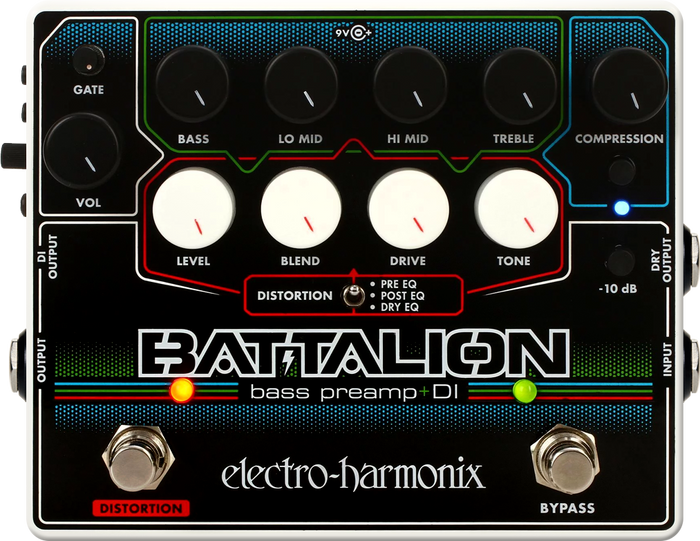 9V
GATE
BASS
LO MID
HI MID
TREBLE
COMPRESSION
VOL
LEVEL
BLEND
DRIVE
TONE
DI
OUTPUT
DRY
OUTPUT
-10 dB
DISTORTION
• PRE EQ
• POST EQ
• DRY EQ
OUTPUT
BATTALION
INPUT
bass preamp+DI
electro-harmonix
DISTORTION
BYPASS